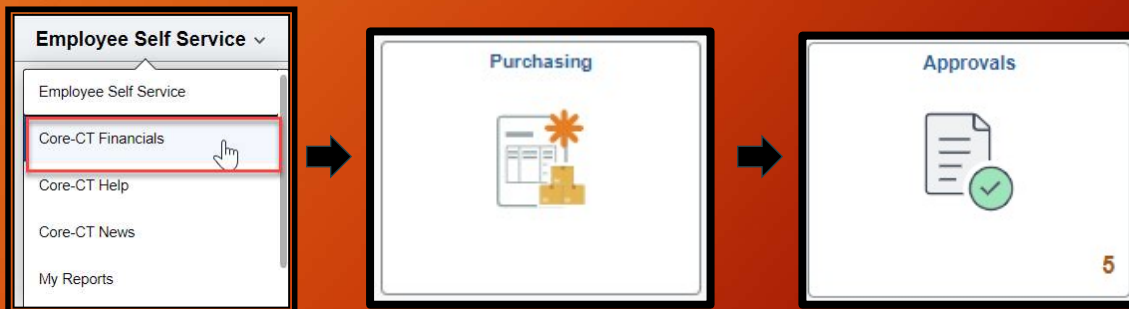 Employee Self Service
Employee Self Service
Core-CT Financials
Core-CT Help
Core-CT News
My Reports
Purchasing
Approvals
5